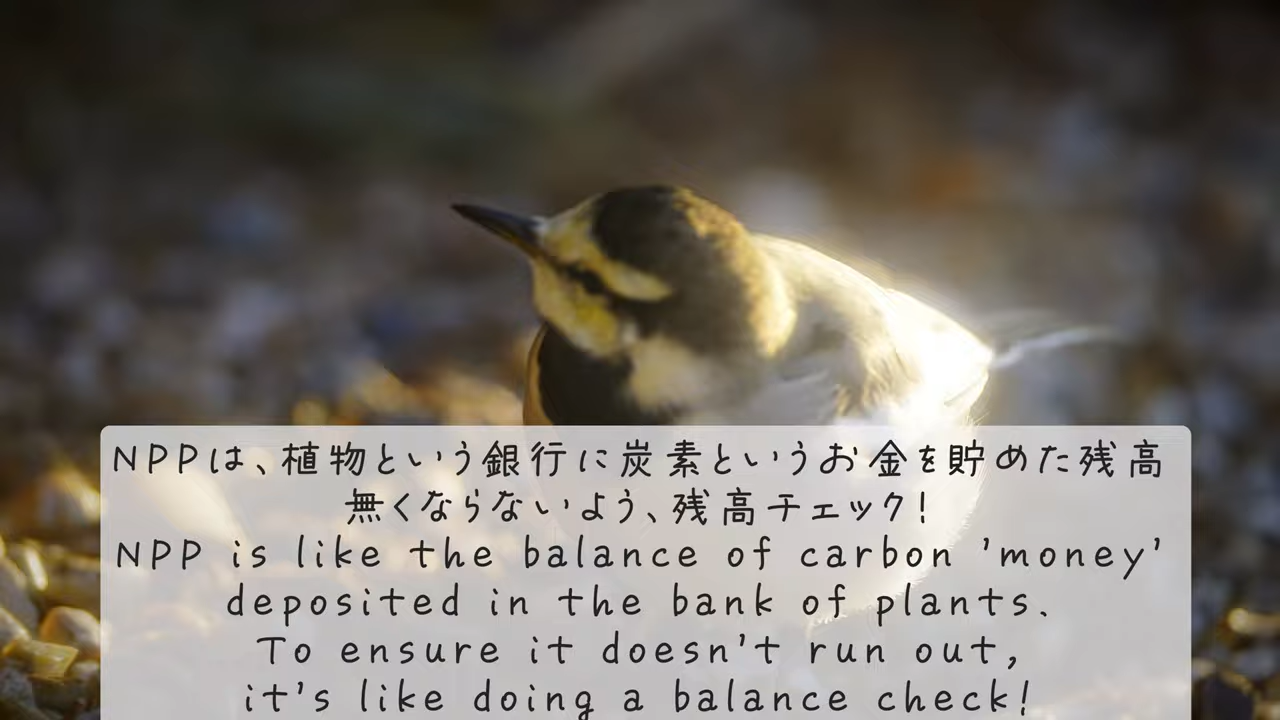 NPPは、植物という銀行に炭素というお金を貯めた残高
無くならないよう、残高チェック！
NPP is like the balance of carbon 'money'
deposited in the bank of plants.
To ensure it doesn't run out,
it's like doing a balance check!